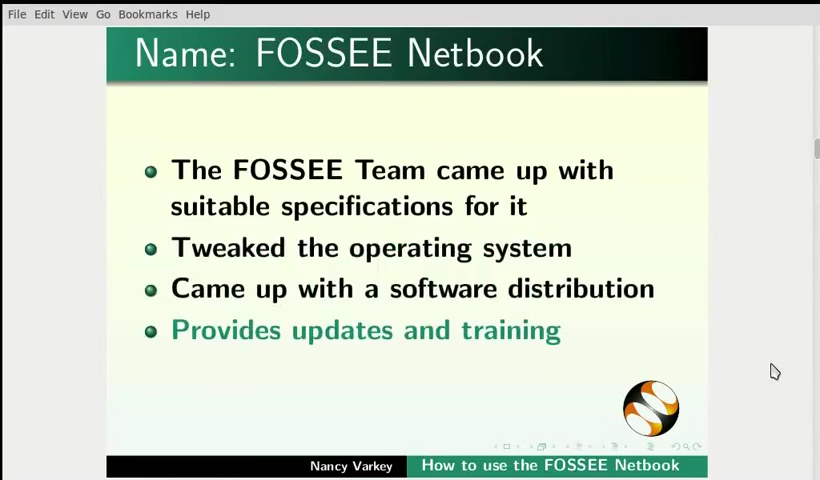 File Edit View Go Bookmarks Help
Name: FOSSEE Netbook
The FOSSEE Team came up with
suitable specifications for it
Tweaked the operating system
Came up with a software distribution
Provides updates and training
Nancy Varkey How to use the FOSSEE Netbook